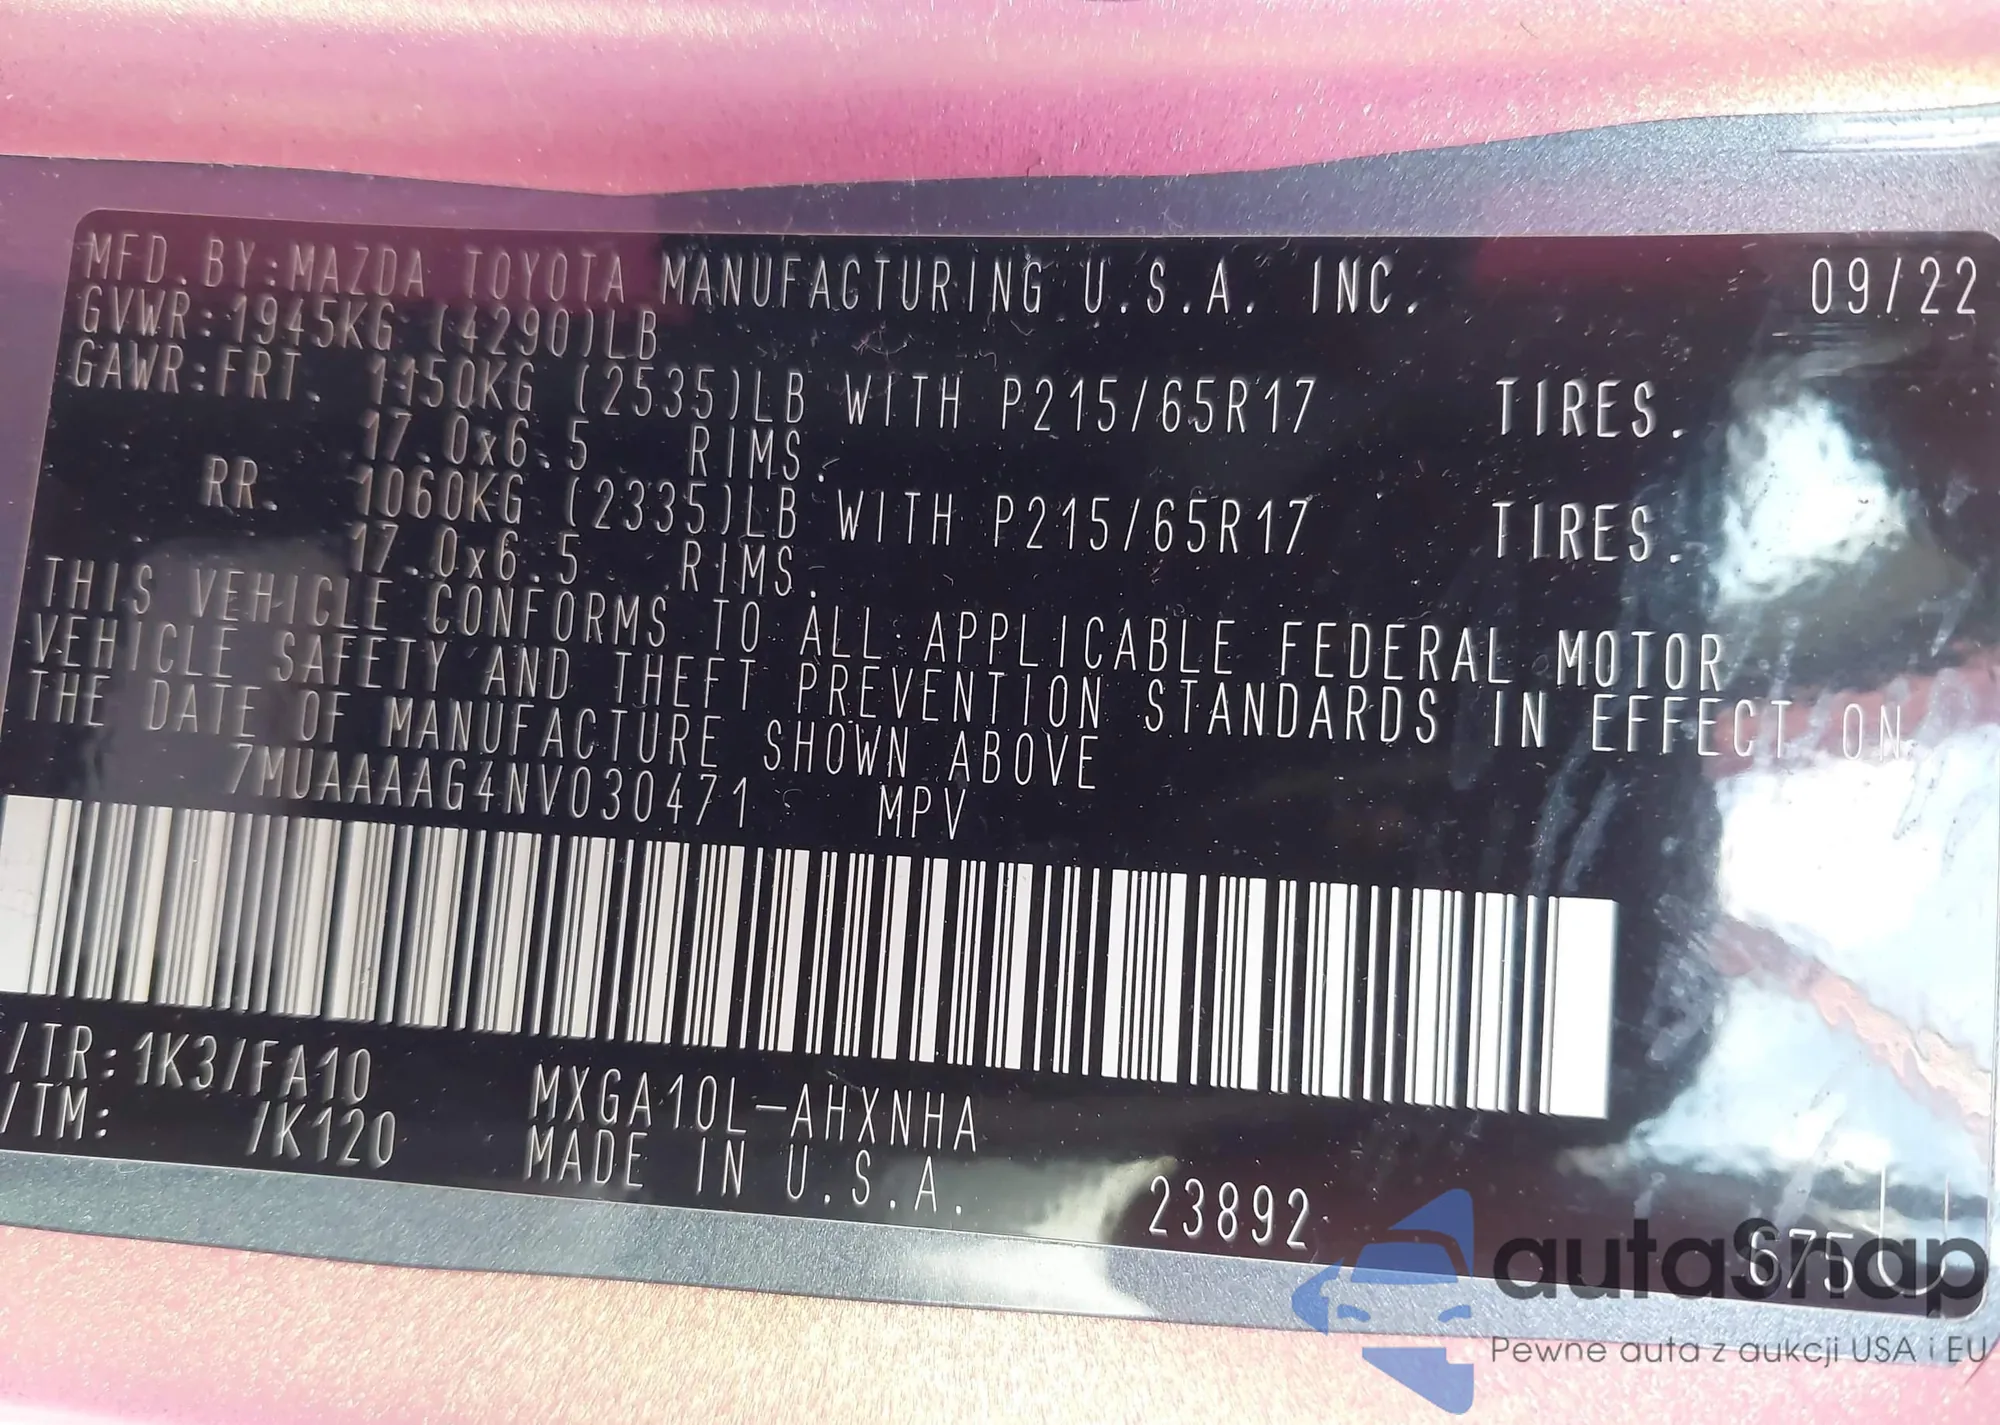 MFD.BY:MAZDA TOYOTA MANUFACTURING U.S.A. INC. 09/22
GVWR:1945KG (4290)LB
GAWR:FRT. 1150KG (2535)LB WITH P215/65R17 TIRES.
17.0x6.5 RIMS.
RR. 1060KG (2335)LB WITH P215/65R17 TIRES.
17.0x6.5 RIMS.
THIS VEHICLE CONFORMS TO ALL APPLICABLE FEDERAL MOTOR
VEHICLE SAFETY AND THEFT PREVENTION STANDARDS IN EFFECT ON
THE DATE OF MANUFACTURE SHOWN ABOVE
7MUAAAAG4NV030471 MPV
/TR:1K3/FA10 MXGA10L-AHXNHA
/TM: /K120 MADE IN U.S.A.
23892
autaSnap
Pewne auta z aukcji USA i EU